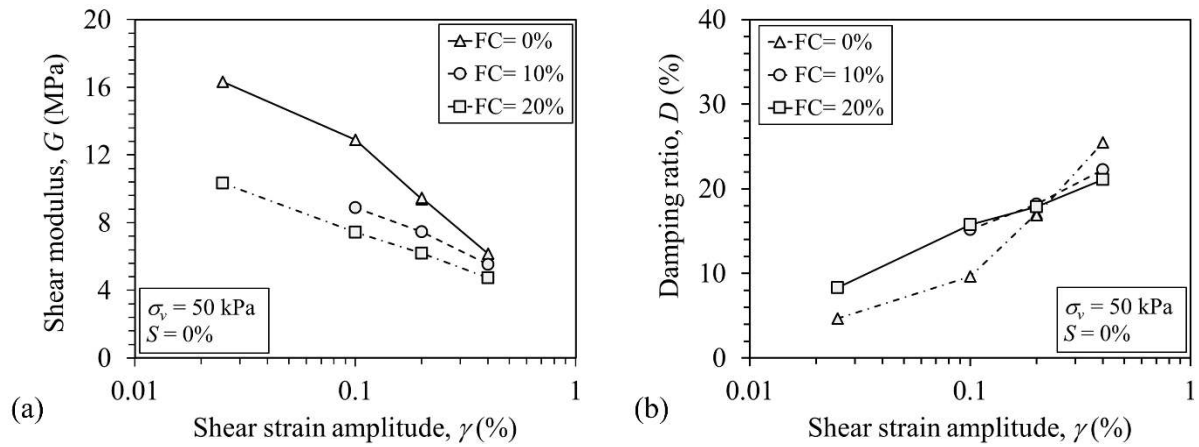 20
16
12
8
4
0
Shear modulus, G (MPa)
FC= 0%
FC= 10%
FC= 20%
σv = 50 kPa
S = 0%
0.01
0.1
1
Shear strain amplitude, γ (%)
(a)
40
30
20
10
0
Damping ratio, D (%)
FC= 0%
FC= 10%
FC= 20%
σv = 50 kPa
S = 0%
0.01
0.1
1
Shear strain amplitude, γ (%)
(b)